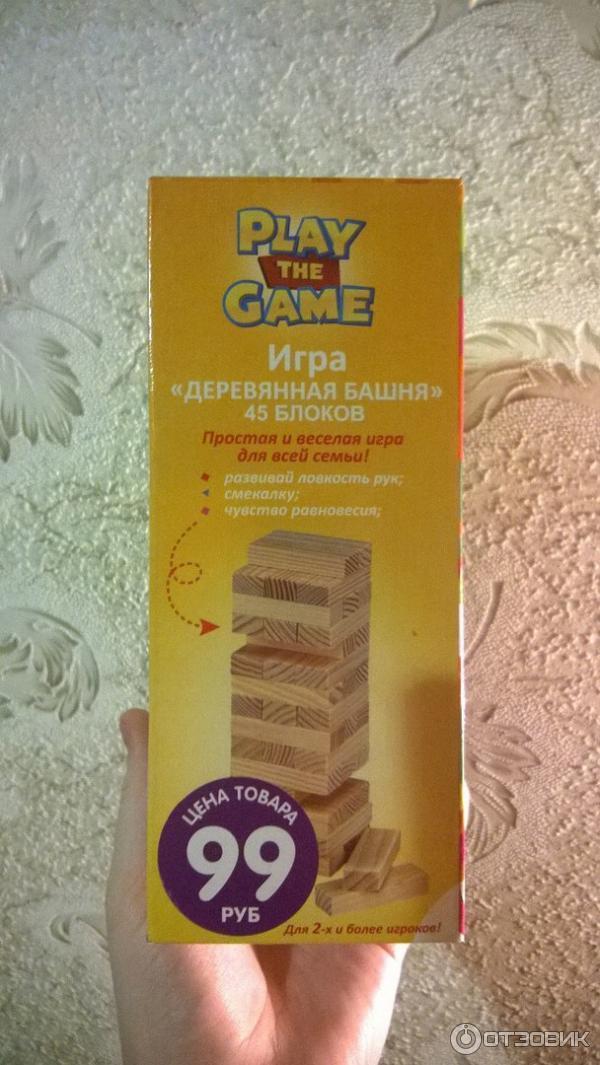 PLAY
THE
GAME
Игра
«ДЕРЕВЯННАЯ БАШНЯ»
45 БЛОКОВ
Простая и веселая игра
для всей семьи!
развивай ловкость рук;
смекалку;
чувство равновесия;
ЦЕНА ТОВАРА
99
РУБ
Для 2-х и более игроков!
ОТЗОВИК